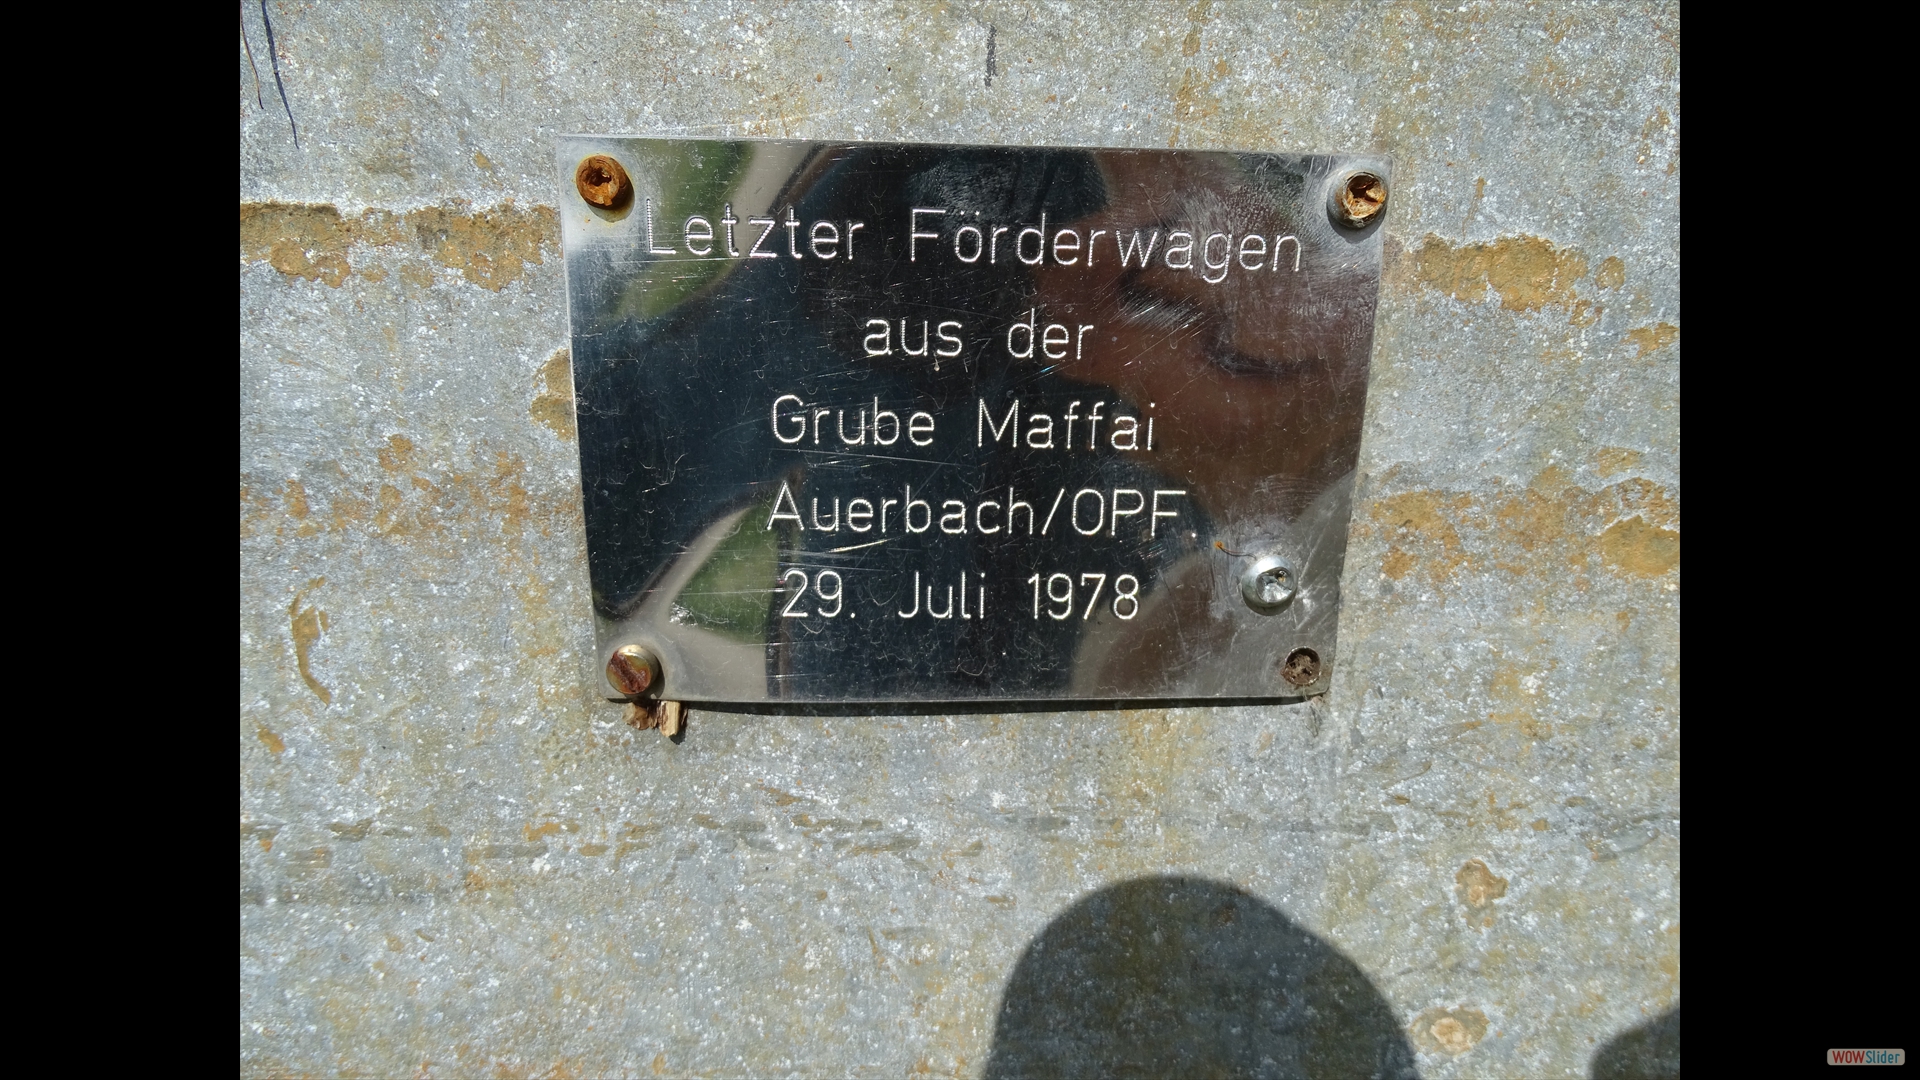 Letzter Förderwagen
aus der
Grube Maffai
Auerbach/OPF.
29. Juli 1978
WOWSlider